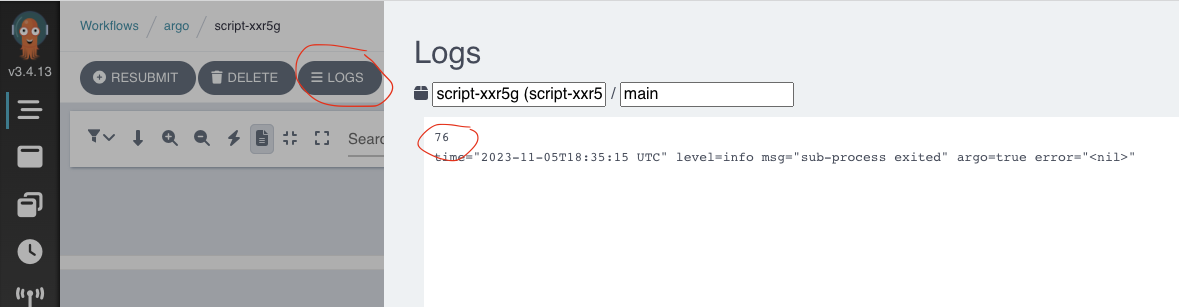 Workflows / argo / script-xxr5g
v3.4.13
RESUBMIT DELETE LOGS
Searc
Logs
script-xxr5g (script-xxr5 / main
76
time="2023-11-05T18:35:15 UTC" level=info msg="sub-process exited" argo=true error="<nil>"